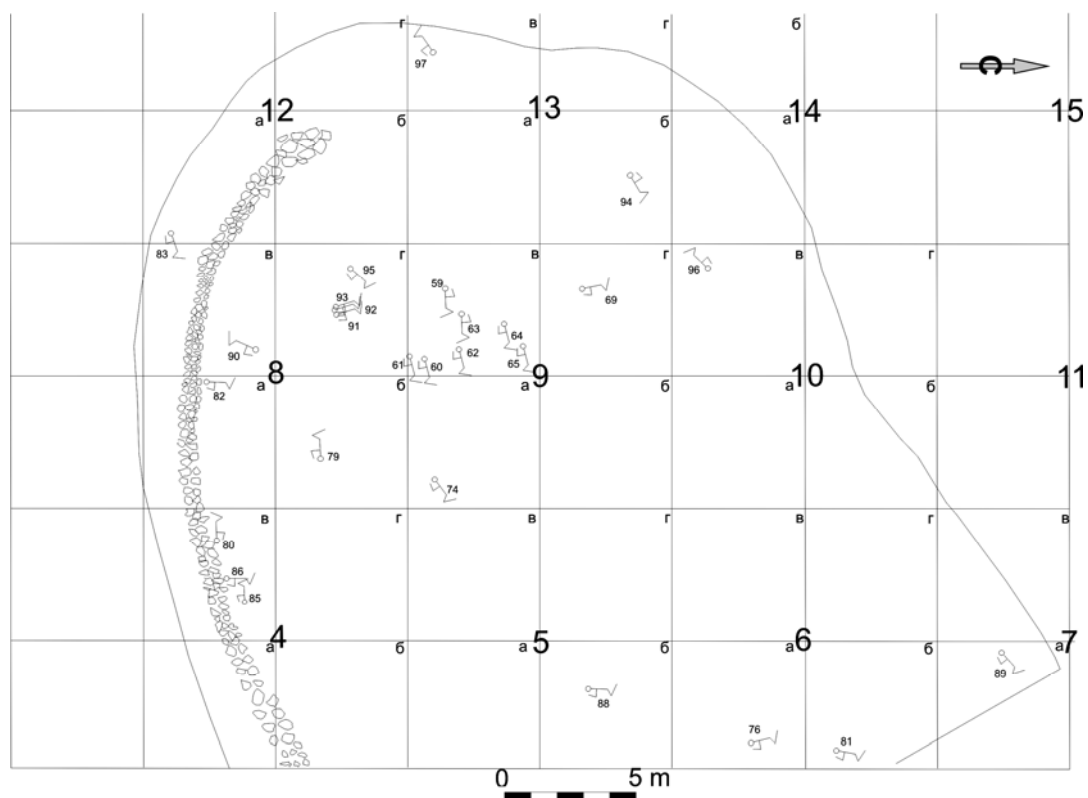 г в г б
97
С
12 13 14 15
а б а б а
94
83
в г в г в г
95 59 96
93 69
92
91 63 64
90 62 65
61 60
8 9 10 11
82 а б а б а б
79
74
в г в г в г в
80
86
85
4 5 6 7
а б а б а б а
89
88
76 81
0 5 m